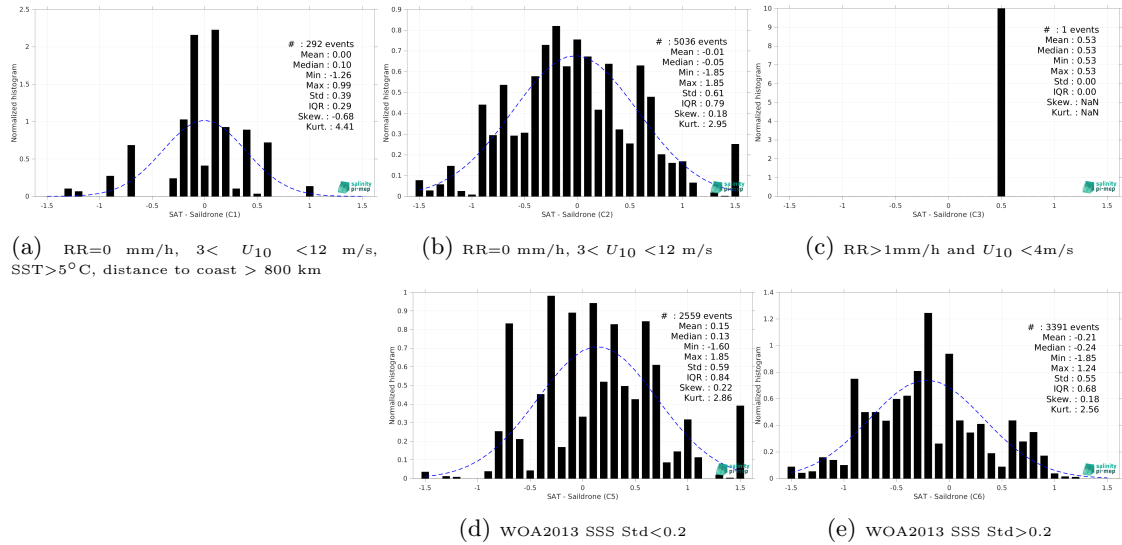 2.5
2
1.5
1
0.5
0
Normalized histogram
# : 292 events
Mean : 0.00
Median : 0.10
Min : -1.26
Max : 0.99
Std : 0.39
IQR : 0.29
Skew. : -0.68
Kurt. : 4.41
salinity
pi-mep
-1.5 -1 -0.5 0 0.5 1 1.5
SAT - Saildrone (C1)
(a) RR=0 mm/h, 3< U10 <12 m/s,
SST>5°C, distance to coast > 800 km
0.9
0.8
0.7
0.6
0.5
0.4
0.3
0.2
0.1
0
Normalized histogram
# : 5036 events
Mean : -0.01
Median : -0.05
Min : -1.85
Max : 1.85
Std : 0.61
IQR : 0.79
Skew. : 0.18
Kurt. : 2.95
salinity
pi-mep
-1.5 -1 -0.5 0 0.5 1 1.5
SAT - Saildrone (C2)
(b) RR=0 mm/h, 3< U10 <12 m/s
10
9
8
7
6
5
4
3
2
1
0
Normalized histogram
# : 1 events
Mean : 0.53
Median : 0.53
Min : 0.53
Max : 0.53
Std : 0.00
IQR : 0.00
Skew. : NaN
Kurt. : NaN
salinity
pi-mep
-1.5 -1 -0.5 0 0.5 1 1.5
SAT - Saildrone (C3)
(c) RR>1mm/h and U10 <4m/s
1
0.9
0.8
0.7
0.6
0.5
0.4
0.3
0.2
0.1
0
Normalized histogram
# : 2559 events
Mean : 0.15
Median : 0.13
Min : -1.60
Max : 1.85
Std : 0.59
IQR : 0.84
Skew. : 0.22
Kurt. : 2.86
salinity
pi-mep
-1.5 -1 -0.5 0 0.5 1 1.5
SAT - Saildrone (C5)
(d) WOA2013 SSS Std<0.2
1.4
1.2
1
0.8
0.6
0.4
0.2
0
Normalized histogram
# : 3391 events
Mean : -0.21
Median : -0.24
Min : -1.85
Max : 1.24
Std : 0.55
IQR : 0.68
Skew. : 0.18
Kurt. : 2.56
salinity
pi-mep
-1.5 -1 -0.5 0 0.5 1 1.5
SAT - Saildrone (C6)
(e) WOA2013 SSS Std>0.2